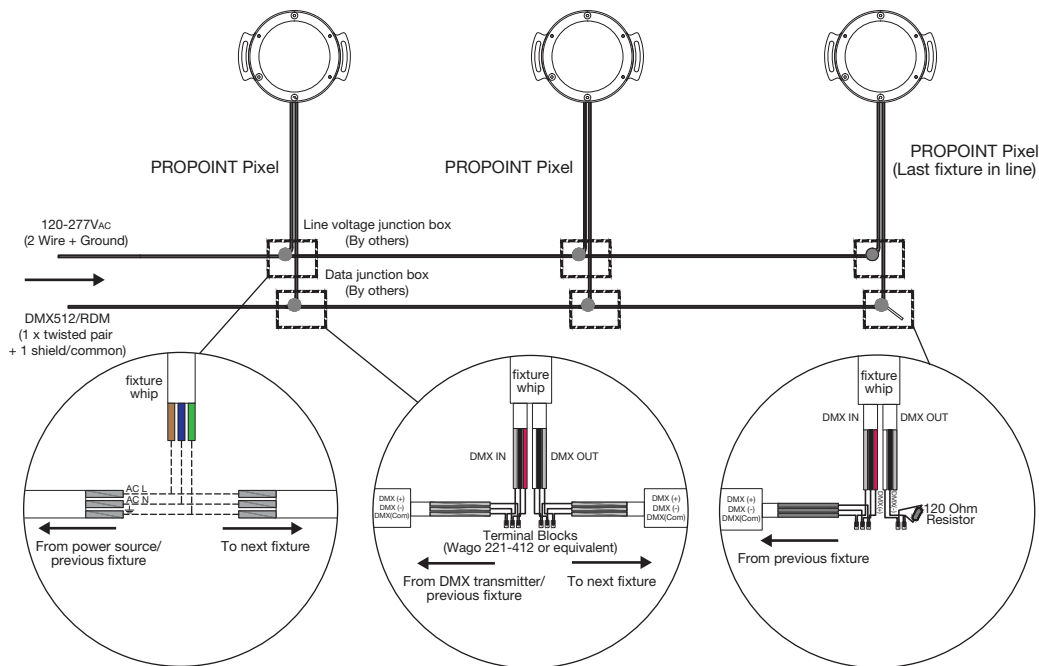 PROPOINT Pixel
PROPOINT Pixel
PROPOINT Pixel
(Last fixture in line)
120-277VAC
(2 Wire + Ground)
Line voltage junction box
(By others)
Data junction box
(By others)
DMX512/RDM
(1 x twisted pair
+ 1 shield/common)
fixture
whip
AC L
AC N
From power source/
previous fixture
To next fixture
fixture
whip
DMX IN
DMX OUT
DMX (+)
DMX (-)
DMX(Com)
DMX (+)
DMX (-)
DMX(Com)
Terminal Blocks
(Wago 221-412 or equivalent)
From DMX transmitter/
previous fixture
To next fixture
fixture
whip
DMX IN
DMX OUT
DMX (+)
DMX (-)
DMX(Com)
120 Ohm
Resistor
From previous fixture